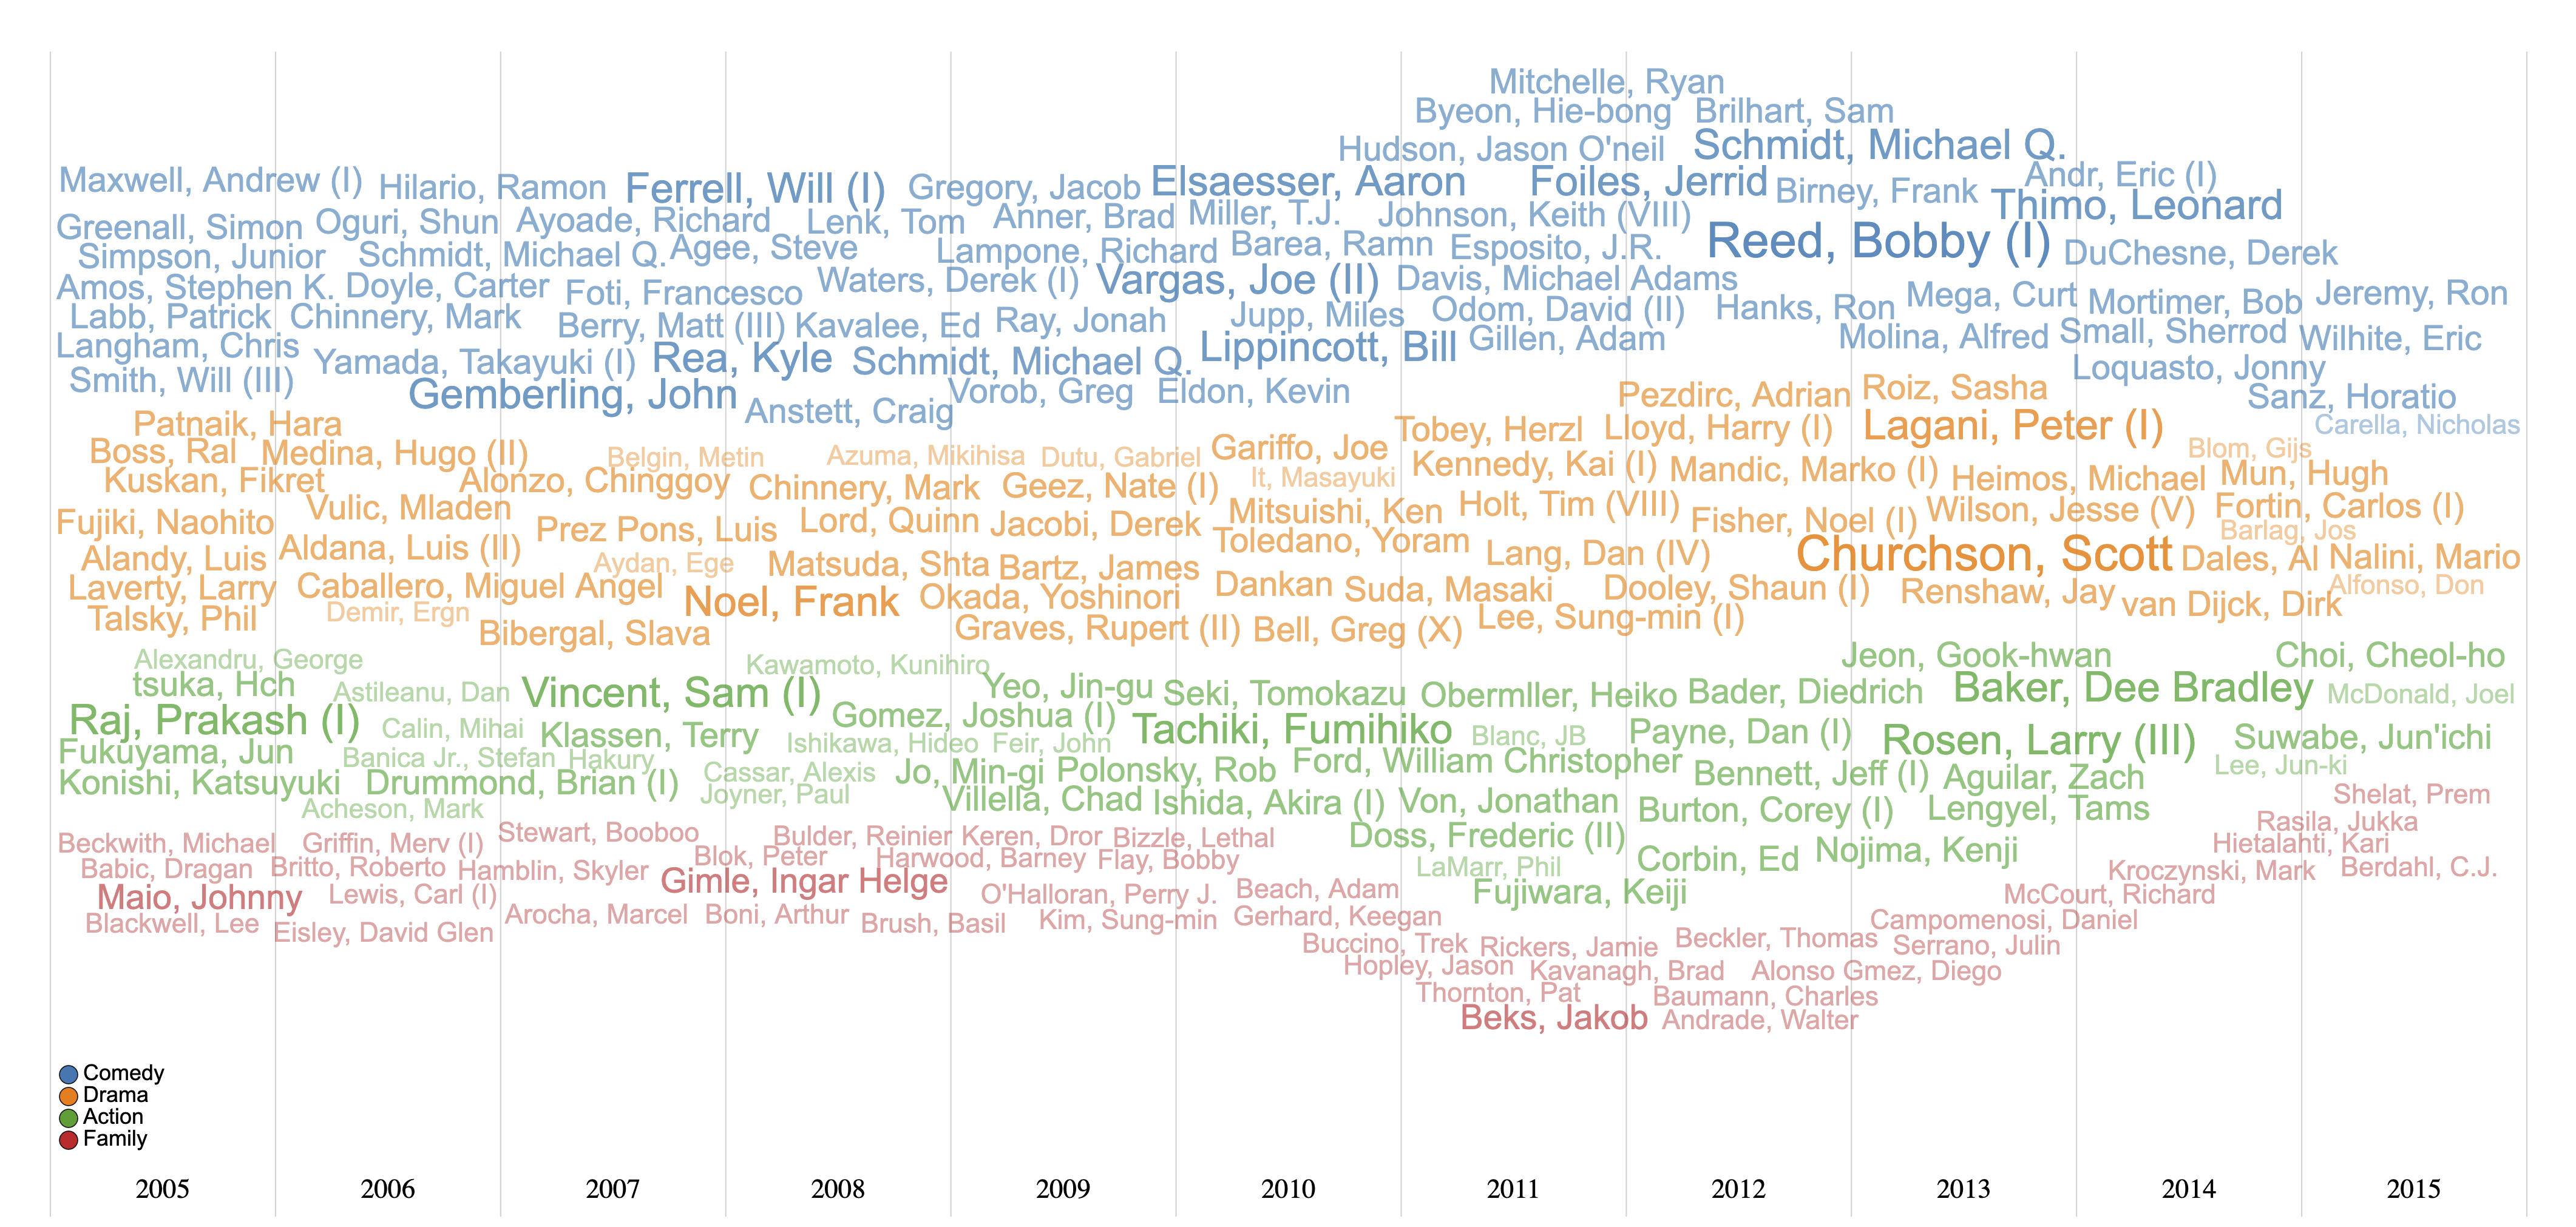 Mitchelle, Ryan
Byeon, Hie-bong Brilhart, Sam
Hudson, Jason O'neil Schmidt, Michael Q.
Maxwell, Andrew (I) Hilario, Ramon Ferrell, Will (I) Gregory, Jacob Elsaesser, Aaron Foiles, Jerrid Birney, Frank Andr, Eric (I)
Thimo, Leonard
Greenall, Simon Oguri, Shun Ayoade, Richard Lenk, Tom Anner, Brad Miller, T.J. Johnson, Keith (VIII)
Simpson, Junior Schmidt, Michael Q. Agee, Steve Lampone, Richard Barea, Ramn Esposito, J.R. Reed, Bobby (I) DuChesne, Derek
Amos, Stephen K. Doyle, Carter Foti, Francesco Waters, Derek (I) Vargas, Joe (II) Davis, Michael Adams Mega, Curt Mortimer, Bob Jeremy, Ron
Labb, Patrick Chinnery, Mark Berry, Matt (III) Kavalee, Ed Ray, Jonah Jupp, Miles Odom, David (II) Hanks, Ron
Langham, Chris Yamada, Takayuki (I) Rea, Kyle Schmidt, Michael Q. Lippincott, Bill Gillen, Adam Molina, Alfred Small, Sherrod Wilhite, Eric
Smith, Will (III) Gemberling, John Anstett, Craig Vorob, Greg Eldon, Kevin Loquasto, Jonny
Sanz, Horatio
Carella, Nicholas
Patnaik, Hara Pezdirc, Adrian Roiz, Sasha
Boss, Ral Medina, Hugo (II) Belgin, Metin Azuma, Mikihisa Dutu, Gabriel Gariffo, Joe Tobey, Herzl Lloyd, Harry (I) Lagani, Peter (I) Blom, Gijs
Kuskan, Fikret Alonzo, Chinggoy Chinnery, Mark Geez, Nate (I) It, Masayuki Kennedy, Kai (I) Mandic, Marko (I) Heimos, Michael Mun, Hugh
Fujiki, Naohito Vulic, Mladen Prez Pons, Luis Lord, Quinn Jacobi, Derek Mitsuishi, Ken Holt, Tim (VIII) Fisher, Noel (I) Wilson, Jesse (V) Fortin, Carlos (I)
Barlag, Jos
Alandy, Luis Aldana, Luis (II) Aydan, Ege Matsuda, Shta Bartz, James Toledano, Yoram Lang, Dan (IV) Churchson, Scott Dales, Al Nalini, Mario
Laverty, Larry Caballero, Miguel Angel Noel, Frank Okada, Yoshinori Dankan Suda, Masaki Dooley, Shaun (I) Renshaw, Jay van Dijck, Dirk Alfonso, Don
Talsky, Phil Demir, Ergn Bibergal, Slava Graves, Rupert (II) Bell, Greg (X) Lee, Sung-min (I)
Alexandru, George Kawamoto, Kunihiro Jeon, Gook-hwan Choi, Cheol-ho
tsuka, Hch Astileanu, Dan Vincent, Sam (I) Yeo, Jin-gu Seki, Tomokazu Obermller, Heiko Bader, Diedrich Baker, Dee Bradley McDonald, Joel
Raj, Prakash (I) Calin, Mihai Klassen, Terry Gomez, Joshua (I) Tachiki, Fumihiko Blanc, JB Payne, Dan (I) Rosen, Larry (III) Suwabe, Jun'ichi
Fukuyama, Jun Banica Jr., Stefan Hakury Ishikawa, Hideo Feir, John Ford, William Christopher Lee, Jun-ki
Konishi, Katsuyuki Drummond, Brian (I) Cassar, Alexis Jo, Min-gi Polonsky, Rob Bennett, Jeff (I) Aguilar, Zach
Acheson, Mark Joyner, Paul Villella, Chad Ishida, Akira (I) Von, Jonathan Burton, Corey (I) Lengyel, Tams
Doss, Frederic (II) Corbin, Ed Nojima, Kenji
LaMarr, Phil
Fujiwara, Keiji
Shelat, Prem
Rasila, Jukka
Beckwith, Michael Griffin, Merv (I) Stewart, Booboo Bulder, Reinier Keren, Dror Bizzle, Lethal Hietalahti, Kari
Babic, Dragan Britto, Roberto Hamblin, Skyler Blok, Peter Harwood, Barney Flay, Bobby Kroczynski, Mark Berdahl, C.J.
Maio, Johnny Lewis, Carl (I) Gimle, Ingar Helge O'Halloran, Perry J. Beach, Adam McCourt, Richard
Blackwell, Lee Eisley, David Glen Arocha, Marcel Boni, Arthur Brush, Basil Kim, Sung-min Gerhard, Keegan Campomenosi, Daniel
Buccino, Trek Rickers, Jamie Beckler, Thomas Serrano, Julin
Hopley, Jason Kavanagh, Brad Alonso Gmez, Diego
Thornton, Pat Baumann, Charles
Beks, Jakob Andrade, Walter
Comedy
Drama
Action
Family
2005 2006 2007 2008 2009 2010 2011 2012 2013 2014 2015